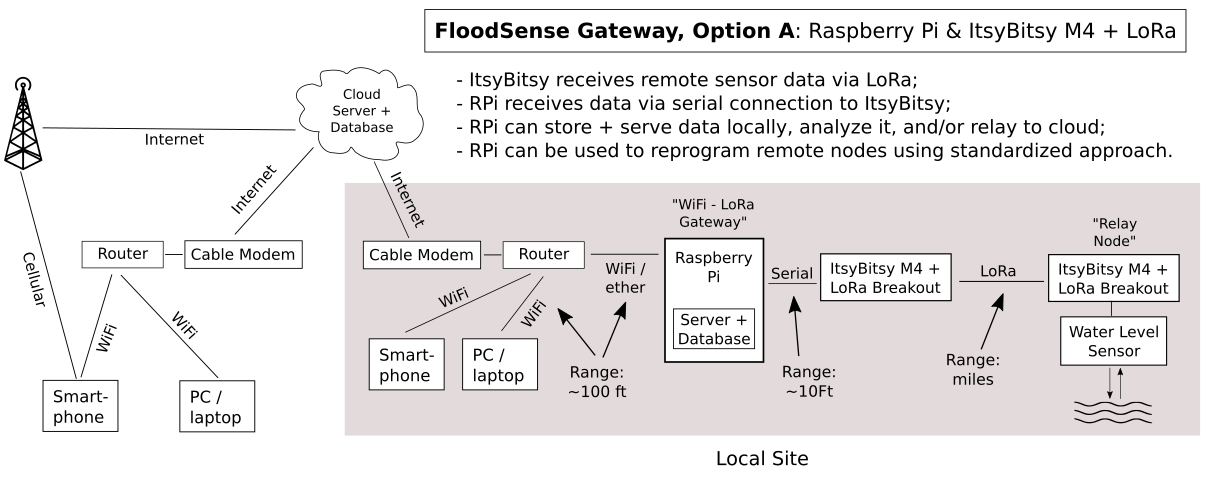 FloodSense Gateway, Option A: Raspberry Pi & ItsyBitsy M4 + LoRa
- ItsyBitsy receives remote sensor data via LoRa;
- RPi receives data via serial connection to ItsyBitsy;
- RPi can store + serve data locally, analyze it, and/or relay to cloud;
- RPi can be used to reprogram remote nodes using standardized approach.
Cloud
Server +
Database
Internet
Internet
Internet
Router
Cable Modem
Cellular
WiFi
WiFi
Smart-
phone
PC /
laptop
Cable Modem
Router
WiFi
WiFi
Smart-
phone
PC /
laptop
WiFi /
ether
Range:
~100 ft
"WiFi - LoRa
Gateway"
Raspberry
Pi
Server +
Database
Serial
Range:
~10Ft
ItsyBitsy M4 +
LoRa Breakout
LoRa
Range:
miles
"Relay
Node"
ItsyBitsy M4 +
LoRa Breakout
Water Level
Sensor
Local Site